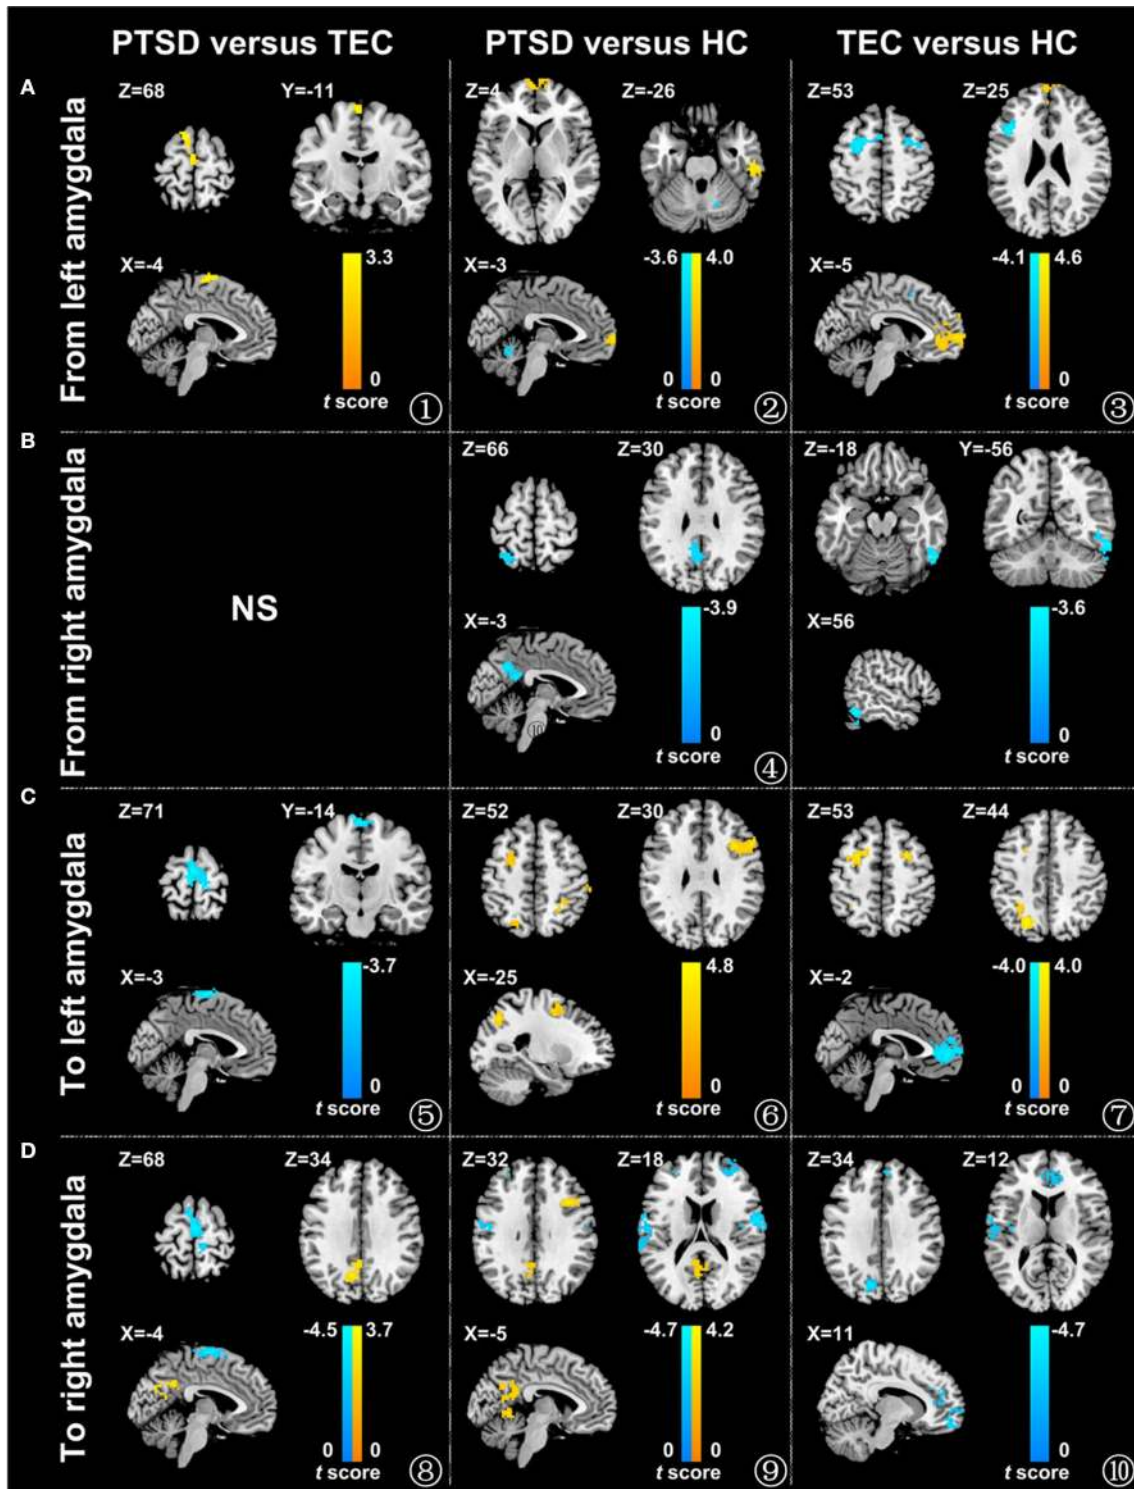 PTSD versus TEC
PTSD versus HC
TEC versus HC
A
From left amygdala
Z=68
Y=-11
X=-4
3.3
0
t score
①
Z=4
Z=-26
X=-3
-3.6
4.0
0
0
t score
②
Z=53
Z=25
X=-5
-4.1
4.6
0
0
t score
③
B
From right amygdala
NS
Z=66
Z=30
X=-3
-3.9
0
t score
⑩
④
Z=-18
Y=-56
X=56
-3.6
0
t score
C
To left amygdala
Z=71
Y=-14
X=-3
-3.7
0
t score
⑤
Z=52
Z=30
X=-25
4.8
0
t score
⑥
Z=53
Z=44
X=-2
-4.0
4.0
0
0
t score
⑦
D
To right amygdala
Z=68
Z=34
X=-4
-4.5
3.7
0
0
t score
⑧
Z=32
Z=18
X=-5
-4.7
4.2
0
0
t score
⑨
Z=34
Z=12
X=11
-4.7
0
t score
⑩